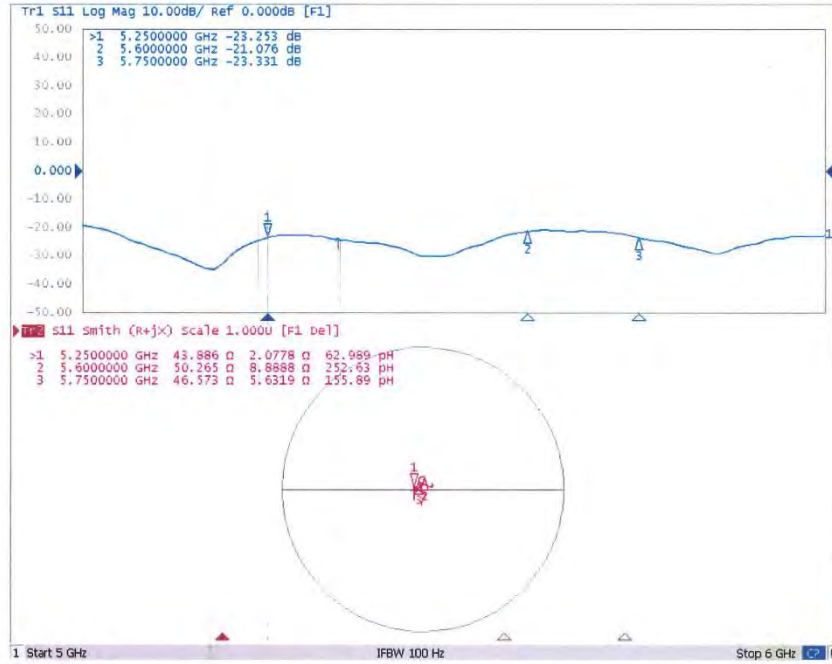 Tr1 S11 Log Mag 10.00dB/ Ref 0.000dB [F1]
50.00
>1 5.2500000 GHz -23.253 dB
2 5.6000000 GHz -21.076 dB
3 5.7500000 GHz -23.331 dB
40.00
30.00
20.00
10.00
0.000
-10.00
1
-20.00
2
3
1
-30.00
-40.00
-50.00
Tr2 S11 Smith (R+jX) Scale 1.000U [F1 Del]
>1 5.2500000 GHz 43.886 Ω 2.0778 Ω 62.989 pH
2 5.6000000 GHz 50.265 Ω 8.8888 Ω 252.63 pH
3 5.7500000 GHz 46.573 Ω 5.6319 Ω 155.89 pH
1
2
1 Start 5 GHz IFBW 100 Hz Stop 6 GHz C?